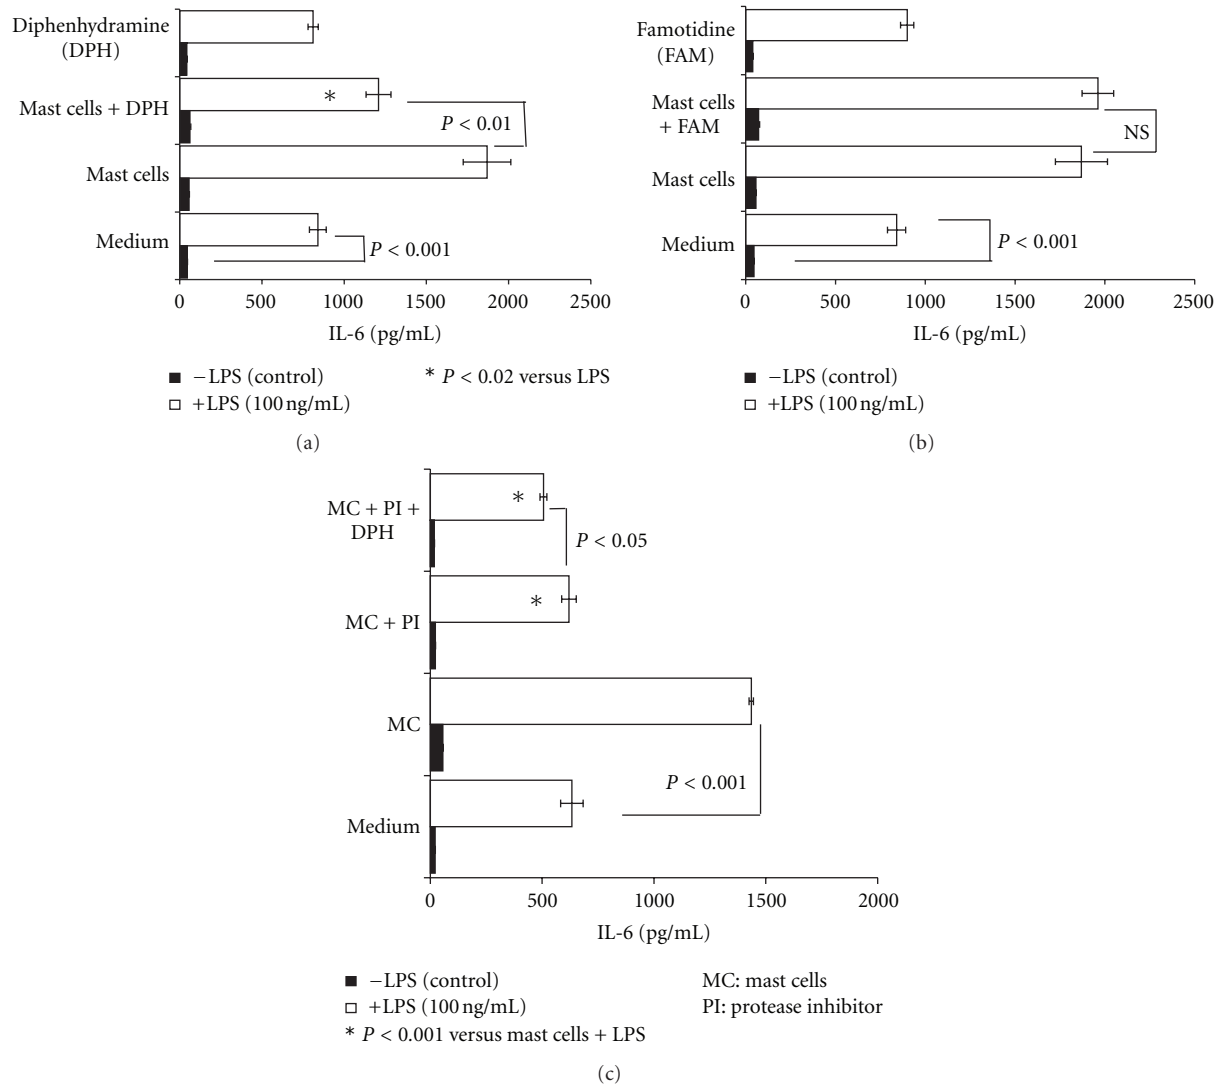 Diphenhydramine
(DPH)
Mast cells + DPH
Mast cells
Medium
*
P < 0.01
P < 0.001
0 500 1000 1500 2000 2500
IL-6 (pg/mL)
−LPS (control)
+LPS (100 ng/mL)
* P < 0.02 versus LPS
(a)
Famotidine
(FAM)
Mast cells
+ FAM
Mast cells
Medium
NS
P < 0.001
0 500 1000 1500 2000 2500
IL-6 (pg/mL)
−LPS (control)
+LPS (100 ng/mL)
(b)
MC + PI +
DPH
MC + PI
MC
Medium
*
P < 0.05
*
P < 0.001
0 500 1000 1500 2000
IL-6 (pg/mL)
−LPS (control)
+LPS (100 ng/mL)
* P < 0.001 versus mast cells + LPS
MC: mast cells
PI: protease inhibitor
(c)